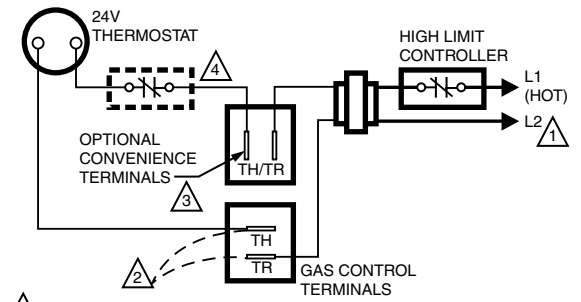 24V
THERMOSTAT
HIGH LIMIT
CONTROLLER
4
L1
(HOT)
L2
1
OPTIONAL
CONVENIENCE
TERMINALS
TH/TR
3
TH
TR
2
GAS CONTROL
TERMINALS